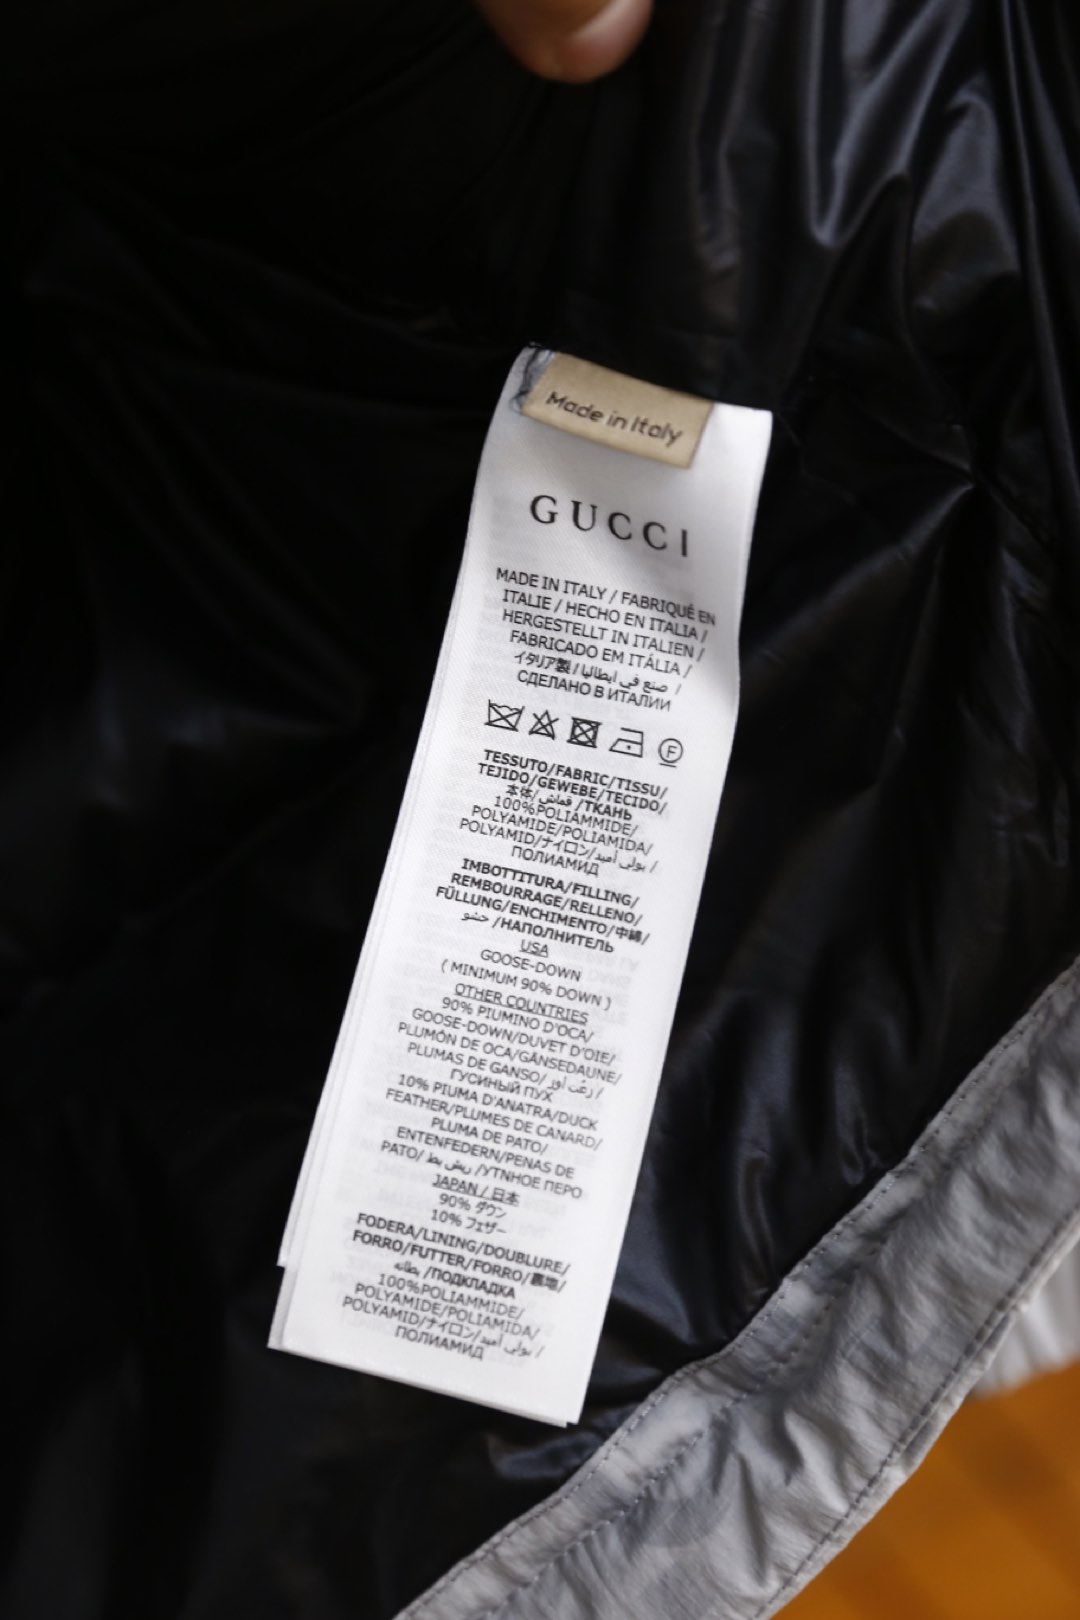 Made in Italy
GUCCI
MADE IN ITALY / FABRIQUÉ EN
ITALIE / HECHO EN ITALIA /
HERGESTELLT IN ITALIEN /
FABRICADO EM ITÁLIA /
イタリア製 / صنع في ايطاليا /
СДЕЛАНО В ИТАЛИИ
F
TESSUTO/FABRIC/TISSU/
TEJIDO/GEWEBE/TECIDO/
本体/قماش /ТКАНЬ
100%POLIAMMIDE/
POLYAMIDE/POLIAMIDA/
POLYAMID/ナイロン/بولي أميد /
ПОЛИАМИД
IMBOTTITURA/FILLING/
REMBOURRAGE/RELLENO/
FÜLLUNG/ENCHIMENTO/中綿/
حشو /НАПОЛНИТЕЛЬ
USA
GOOSE-DOWN
( MINIMUM 90% DOWN )
OTHER COUNTRIES
90% PIUMINO D'OCA/
GOOSE-DOWN/DUVET D'OIE/
PLUMÓN DE OCA/GÄNSEDAUNE/
PLUMAS DE GANSO/ /
ГУСИНЫЙ ПУХ
10% PIUMA D'ANATRA/DUCK
FEATHER/PLUMES DE CANARD/
PLUMA DE PATO/
ENTENFEDERN/PENAS DE
PATO/ ريش بط /УТИНОЕ ПЕРО
JAPAN / 日本
90% ダウン
10% フェザー
FODERA/LINING/DOUBLURE/
FORRO/FUTTER/FORRO/裏地/
بطانه /ПОДКЛАДКА
100%POLIAMMIDE/
POLYAMIDE/POLIAMIDA/
POLYAMID/ナイロン/بولي أميد /
ПОЛИАМИД